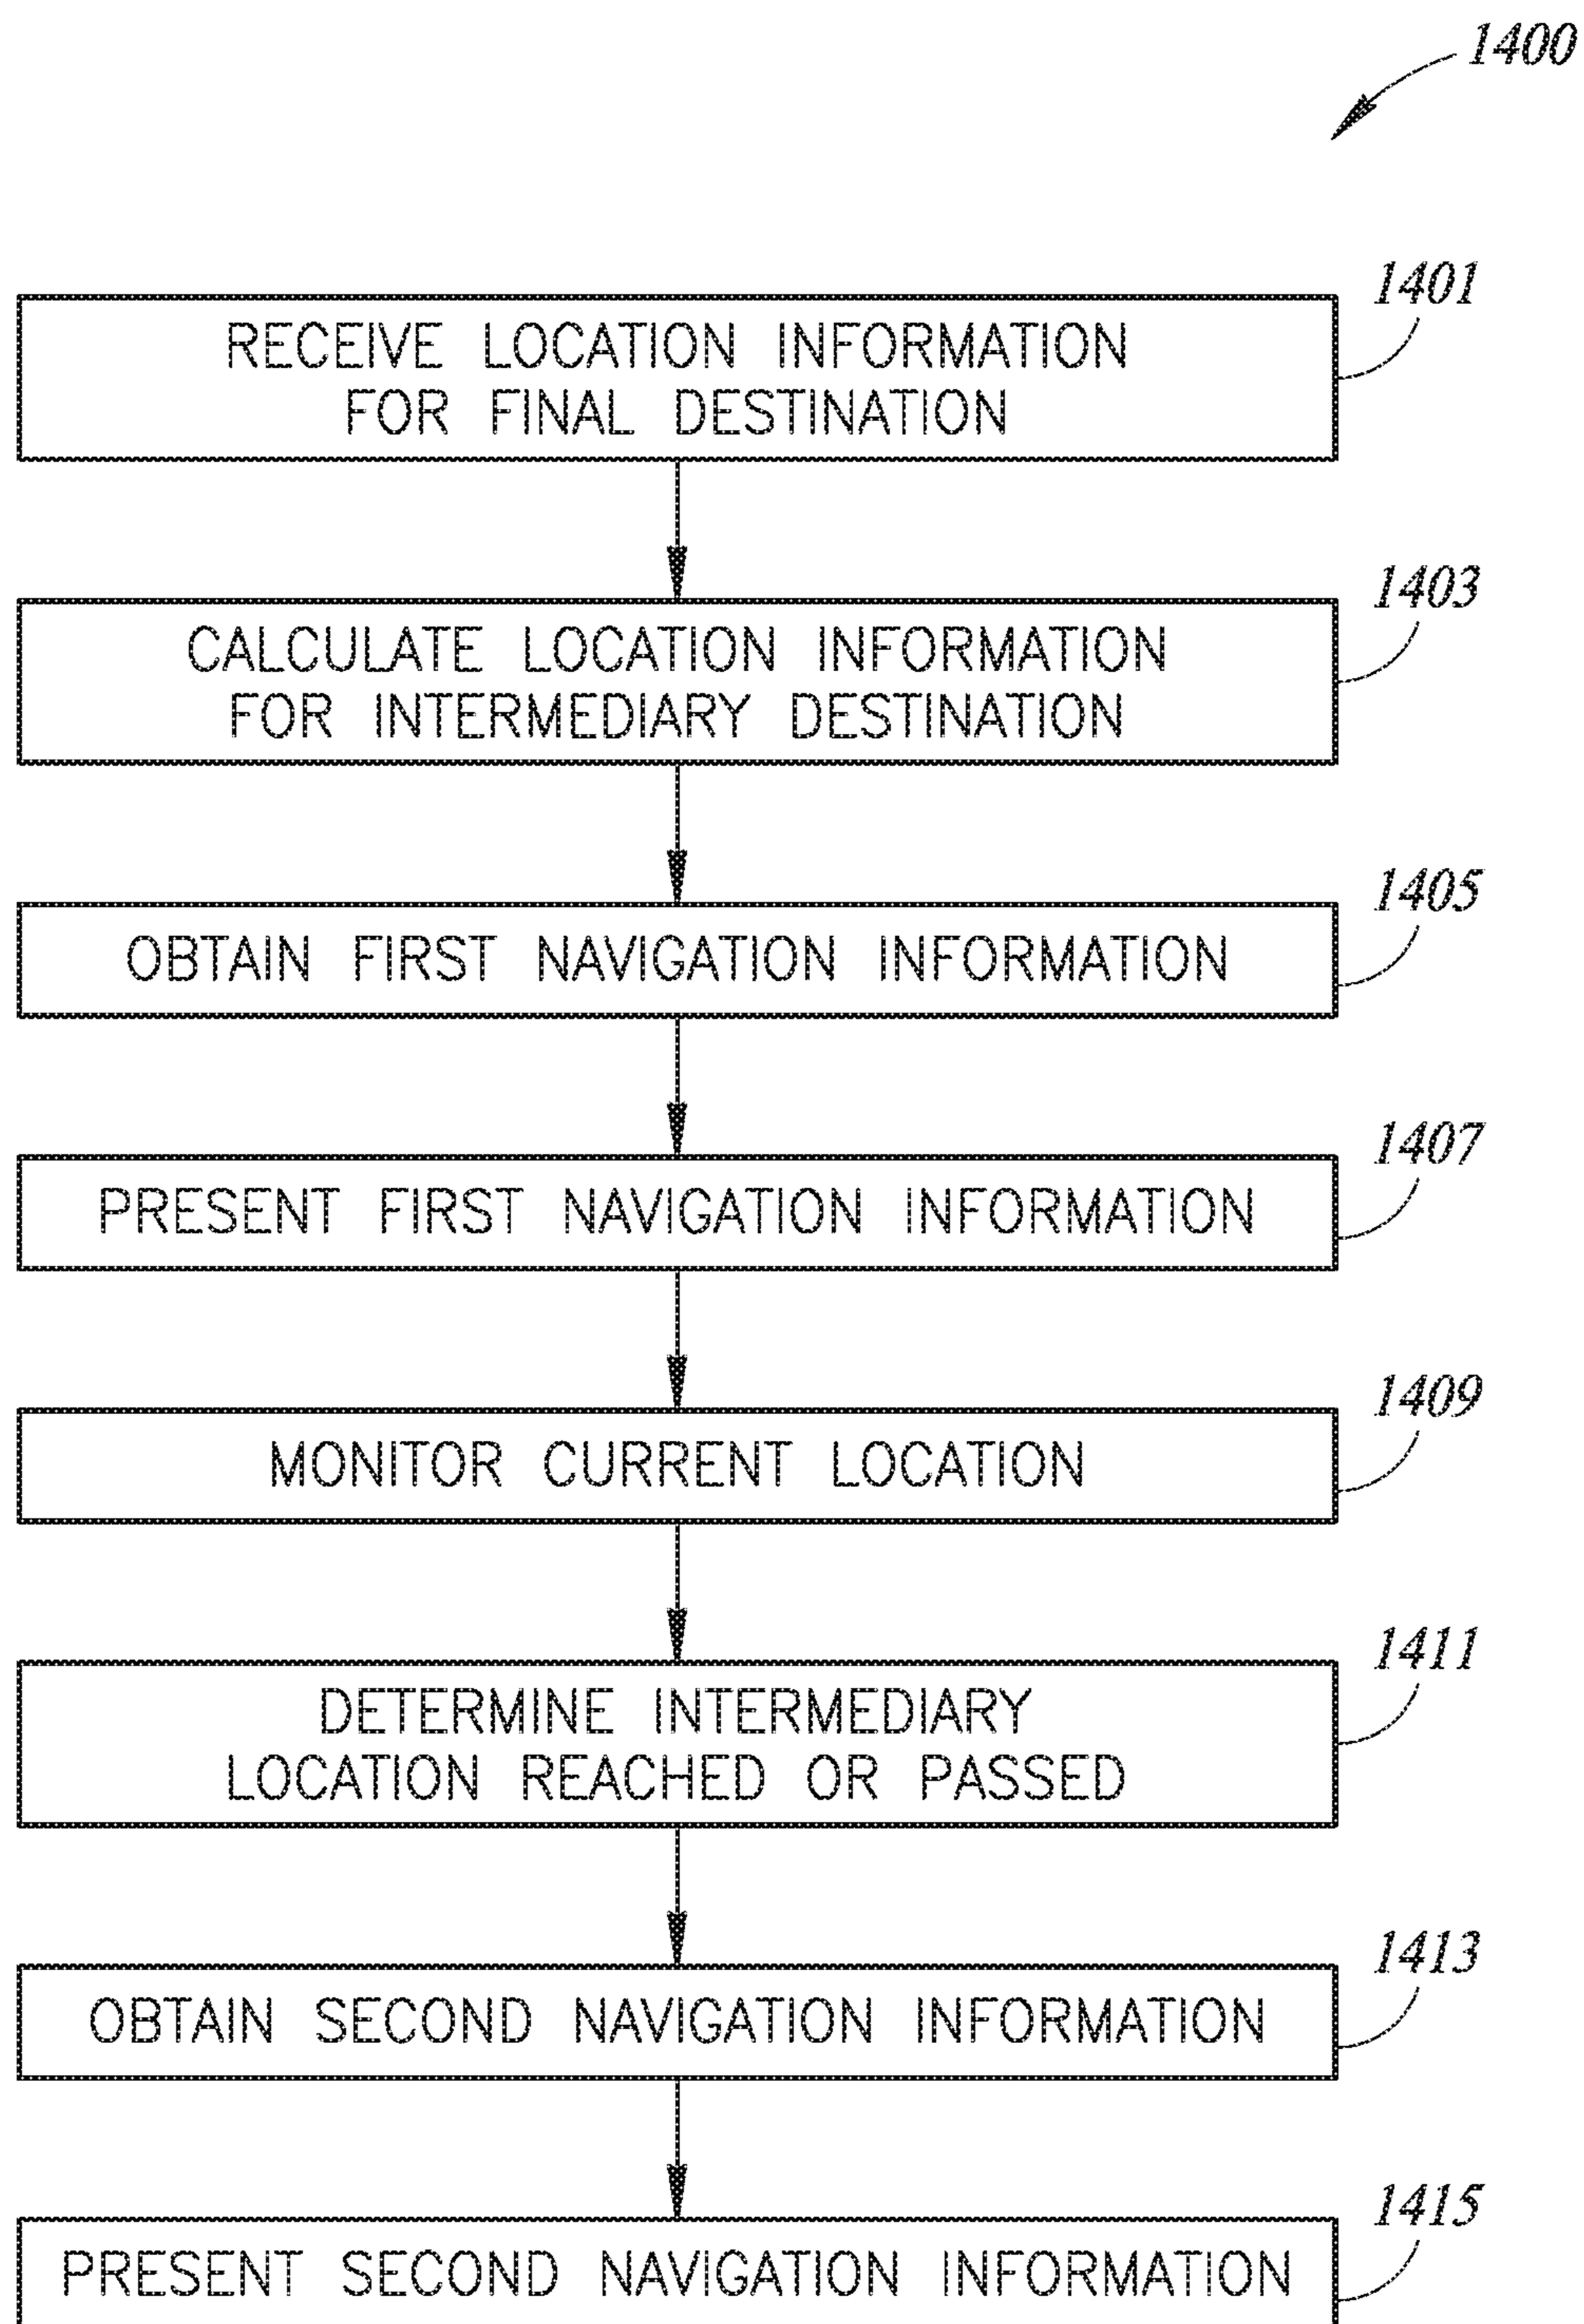 1400
1401
RECEIVE LOCATION INFORMATION
FOR FINAL DESTINATION
1403
CALCULATE LOCATION INFORMATION
FOR INTERMEDIARY DESTINATION
1405
OBTAIN FIRST NAVIGATION INFORMATION
1407
PRESENT FIRST NAVIGATION INFORMATION
1409
MONITOR CURRENT LOCATION
1411
DETERMINE INTERMEDIARY
LOCATION REACHED OR PASSED
1413
OBTAIN SECOND NAVIGATION INFORMATION
1415
PRESENT SECOND NAVIGATION INFORMATION